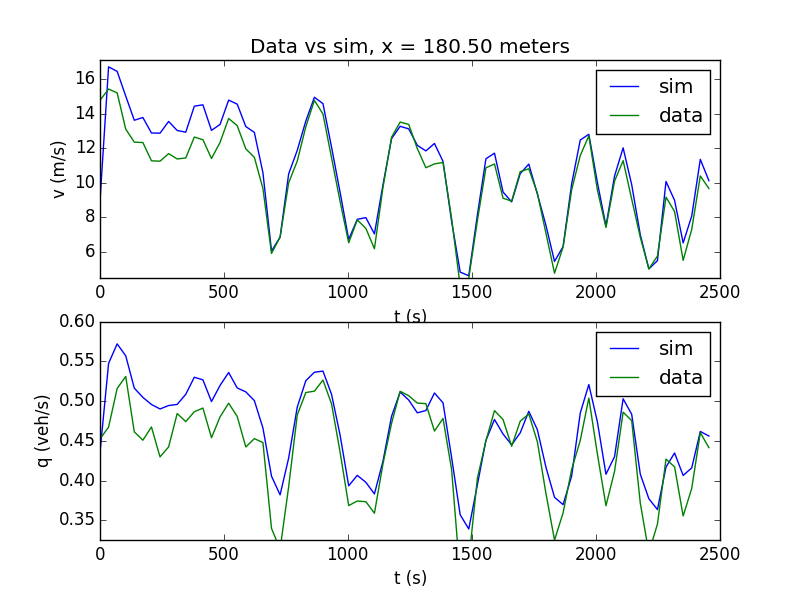 Data vs sim, x = 180.50 meters
16
14
12
10
8
6
v (m/s)
sim
data
0 500 1000 1500 2000 2500
t (s)
0.60
0.55
0.50
0.45
0.40
0.35
q (veh/s)
sim
data
0 500 1000 1500 2000 2500
t (s)